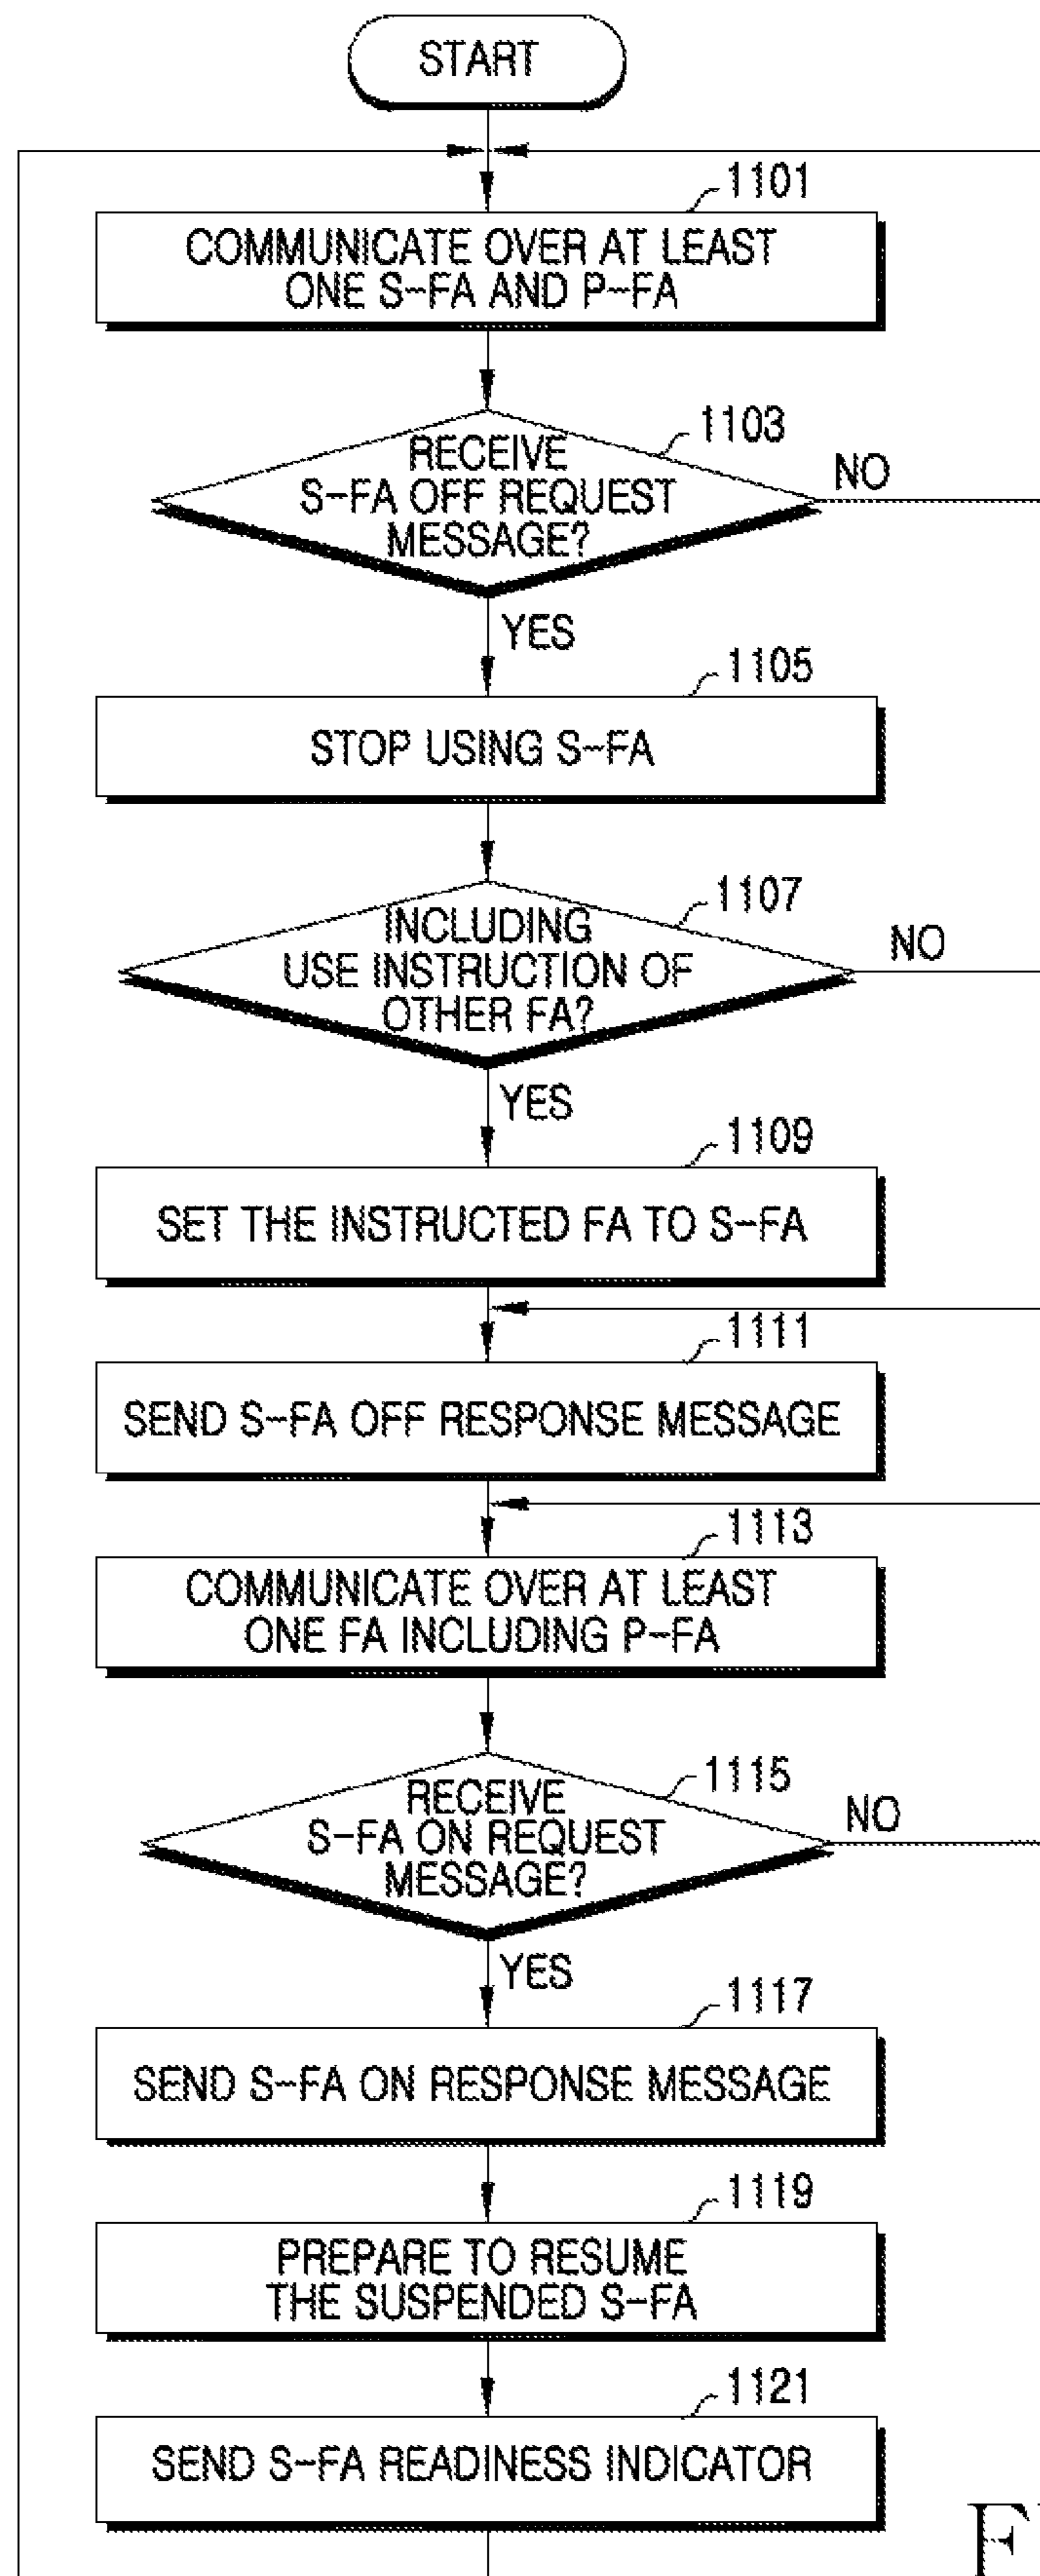 START
1101
COMMUNICATE OVER AT LEAST
ONE S-FA AND P-FA
1103
RECEIVE
S-FA OFF REQUEST
MESSAGE?
NO
YES
1105
STOP USING S-FA
1107
INCLUDING
USE INSTRUCTION OF
OTHER FA?
NO
YES
1109
SET THE INSTRUCTED FA TO S-FA
1111
SEND S-FA OFF RESPONSE MESSAGE
1113
COMMUNICATE OVER AT LEAST
ONE FA INCLUDING P-FA
1115
RECEIVE
S-FA ON REQUEST
MESSAGE?
NO
YES
1117
SEND S-FA ON RESPONSE MESSAGE
1119
PREPARE TO RESUME
THE SUSPENDED S-FA
1121
SEND S-FA READINESS INDICATOR